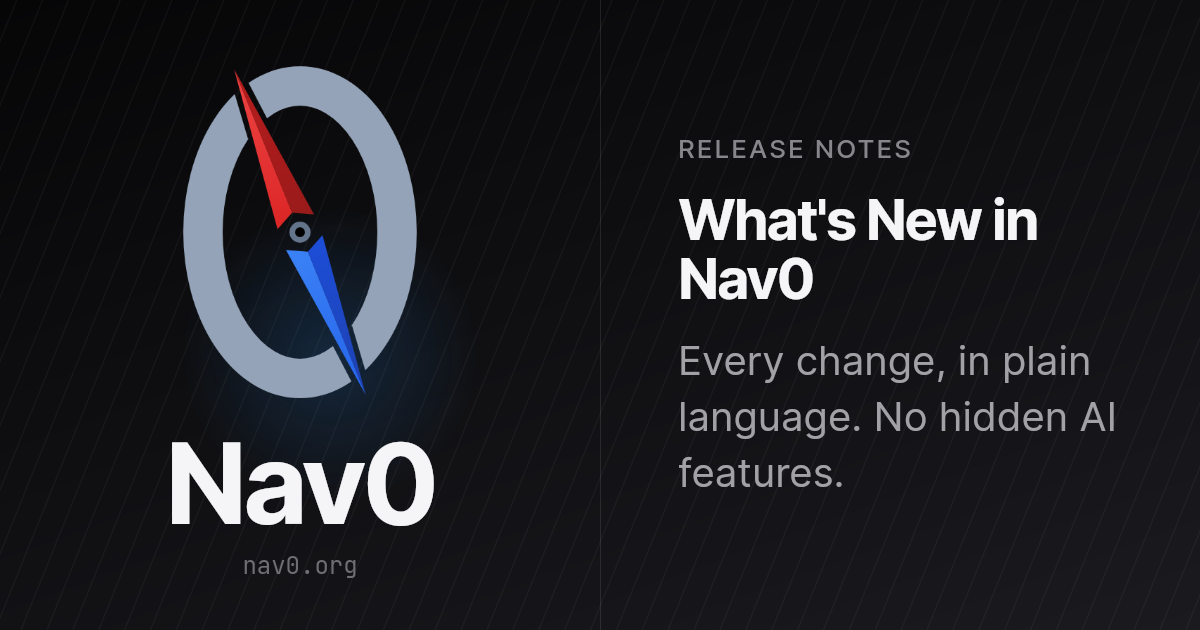 Nav0
nav0.org
RELEASE NOTES
What's New in
Nav0
Every change, in plain
language. No hidden AI
features.